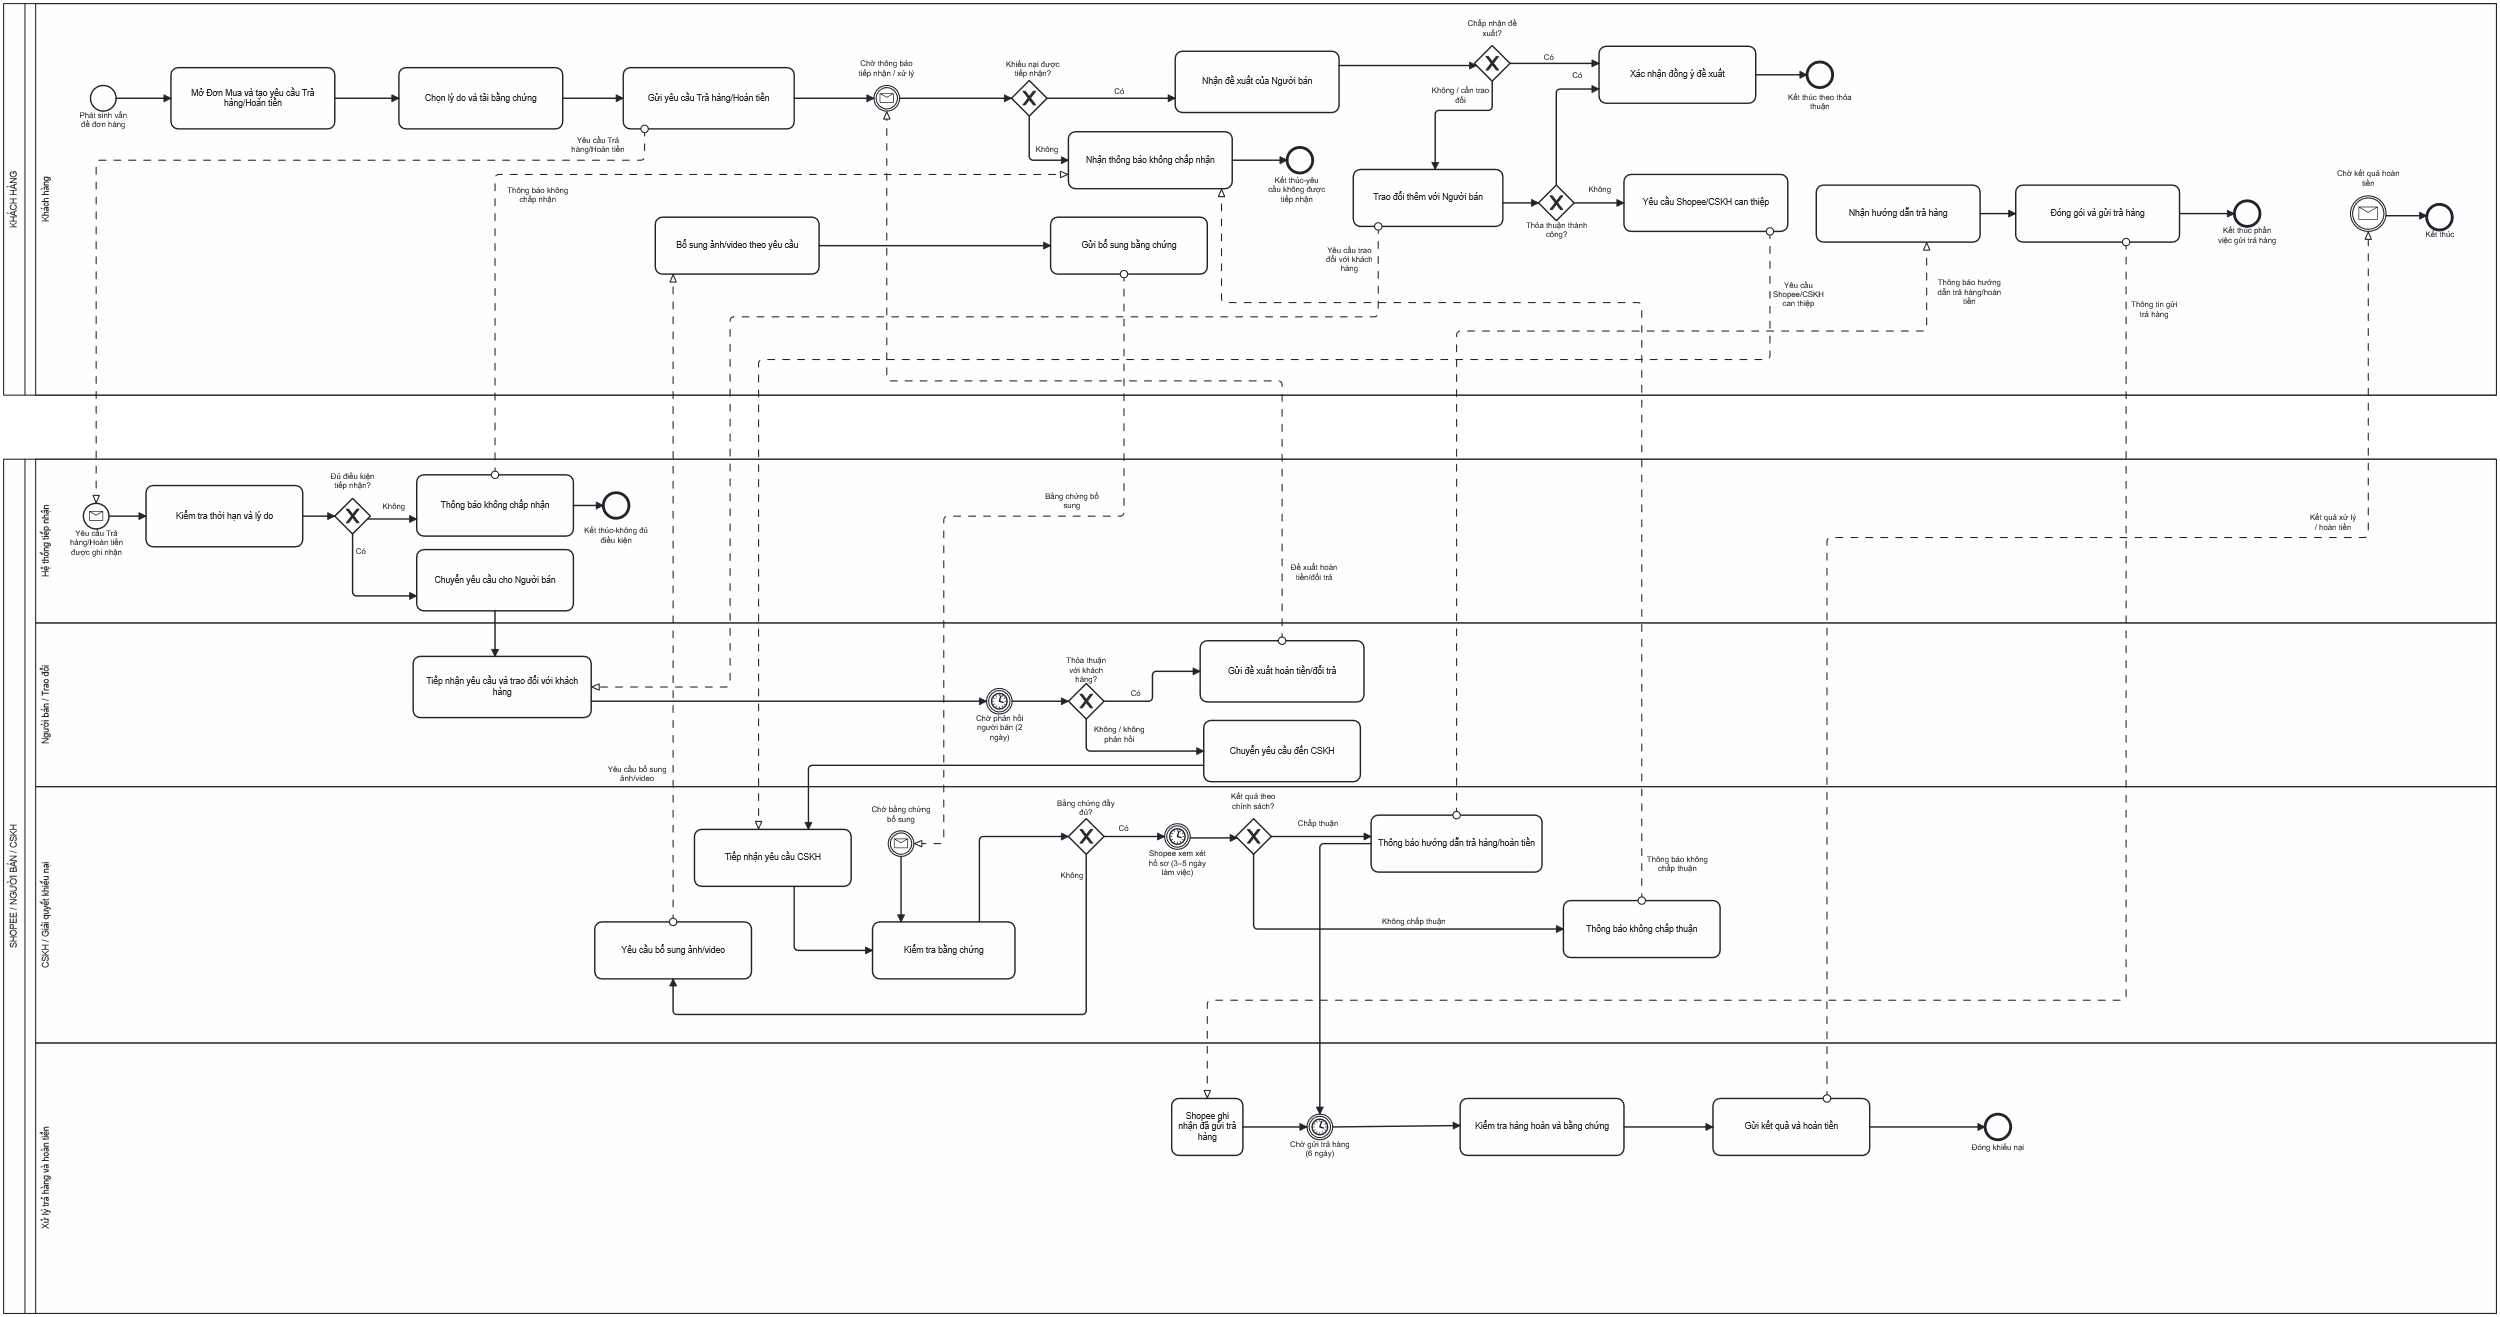 KHÁCH HÀNG
Khách hàng
Phát sinh vấn
đề đơn hàng
Mở Đơn Mua và tạo yêu cầu Trả
hàng/Hoàn tiền
Chọn lý do và tải bằng chứng
Gửi yêu cầu Trả hàng/Hoàn tiền
Yêu cầu Trả
hàng/Hoàn tiền
Chờ thông báo
tiếp nhận / xử lý
Khiếu nại được
tiếp nhận?
Có
Không
Nhận đề xuất của Người bán
Nhận thông báo không chấp nhận
Kết thúc-yêu
cầu không được
tiếp nhận
Thông báo không
chấp nhận
Chấp nhận đề
xuất?
Có
Có
Không / cần trao
đổi
Xác nhận đồng ý đề xuất
Kết thúc theo thỏa
thuận
Trao đổi thêm với Người bán
Thỏa thuận thành
công?
Không
Yêu cầu Shopee/CSKH can thiệp
Nhận hướng dẫn trả hàng
Đóng gói và gửi trả hàng
Kết thúc phần
việc gửi trả hàng
Chờ kết quả hoàn
tiền
Kết thúc
Bổ sung ảnh/video theo yêu cầu
Gửi bổ sung bằng chứng
Yêu cầu trao
đổi với khách
hàng
Yêu cầu
Shopee/CSKH
can thiệp
Thông báo hướng
dẫn trả hàng/hoàn
tiền
Thông tin gửi
trả hàng
SHOPEE / NGƯỜI BÁN / CSKH
Hệ thống tiếp nhận
Yêu cầu Trả
hàng/Hoàn tiền
được ghi nhận
Kiểm tra thời hạn và lý do
Đủ điều kiện
tiếp nhận?
Không
Có
Thông báo không chấp nhận
Kết thúc-không đủ
điều kiện
Chuyển yêu cầu cho Người bán
Bằng chứng bổ
sung
Đề xuất hoàn
tiền/đổi trả
Kết quả xử lý
/ hoàn tiền
Người bán / Trao đổi
Tiếp nhận yêu cầu và trao đổi với khách
hàng
Chờ phản hồi
người bán (2
ngày)
Thỏa thuận
với khách
hàng?
Có
Không / không
phản hồi
Gửi đề xuất hoàn tiền/đổi trả
Chuyển yêu cầu đến CSKH
Yêu cầu bổ sung
ảnh/video
CSKH / Giải quyết khiếu nại
Tiếp nhận yêu cầu CSKH
Chờ bằng chứng
bổ sung
Bằng chứng đầy
đủ?
Có
Không
Shopee xem xét
hồ sơ (3–5 ngày
làm việc)
Kết quả theo
chính sách?
Chấp thuận
Không chấp thuận
Thông báo hướng dẫn trả hàng/hoàn tiền
Thông báo không
chấp thuận
Thông báo không chấp thuận
Yêu cầu bổ sung ảnh/video
Kiểm tra bằng chứng
Xử lý trả hàng và hoàn tiền
Shopee ghi
nhận đã gửi trả
hàng
Chờ gửi trả hàng
(6 ngày)
Kiểm tra hàng hoàn và bằng chứng
Gửi kết quả và hoàn tiền
Đóng khiếu nại